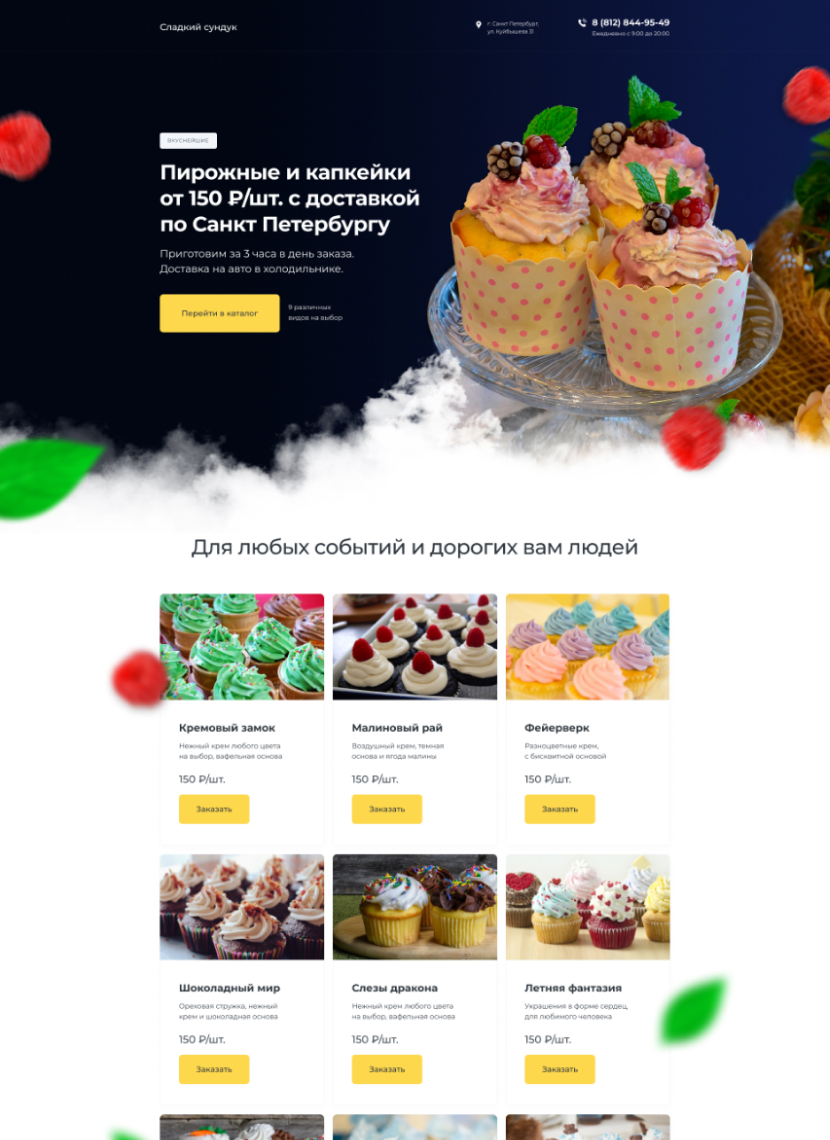 Сладкий сундук
г. Санкт Петербург,
ул. Куйбышева 31
8 (812) 844-95-49
Ежедневно с 9:00 до 20:00
ВКУСНЕЙШИЕ
Пирожные и капкейки
от 150 ₽/шт. с доставкой
по Санкт Петербургу
Приготовим за 3 часа в день заказа.
Доставка на авто в холодильнике.
Перейти в каталог
9 различных
видов на выбор
Для любых событий и дорогих вам людей
Кремовый замок
Нежный крем любого цвета
на выбор, вафельная основа
150 ₽/шт.
Заказать
Малиновый рай
Воздушный крем, темная
основа и ягода малины
150 ₽/шт.
Заказать
Фейерверк
Разноцветные крем,
с бисквитной основой
150 ₽/шт.
Заказать
Шоколадный мир
Ореховая стружка, нежный
крем и шоколадная основа
150 ₽/шт.
Заказать
Слезы дракона
Нежный крем любого цвета
на выбор, вафельная основа
150 ₽/шт.
Заказать
Летняя фантазия
Украшения в форме сердец,
для любимого человека
150 ₽/шт.
Заказать